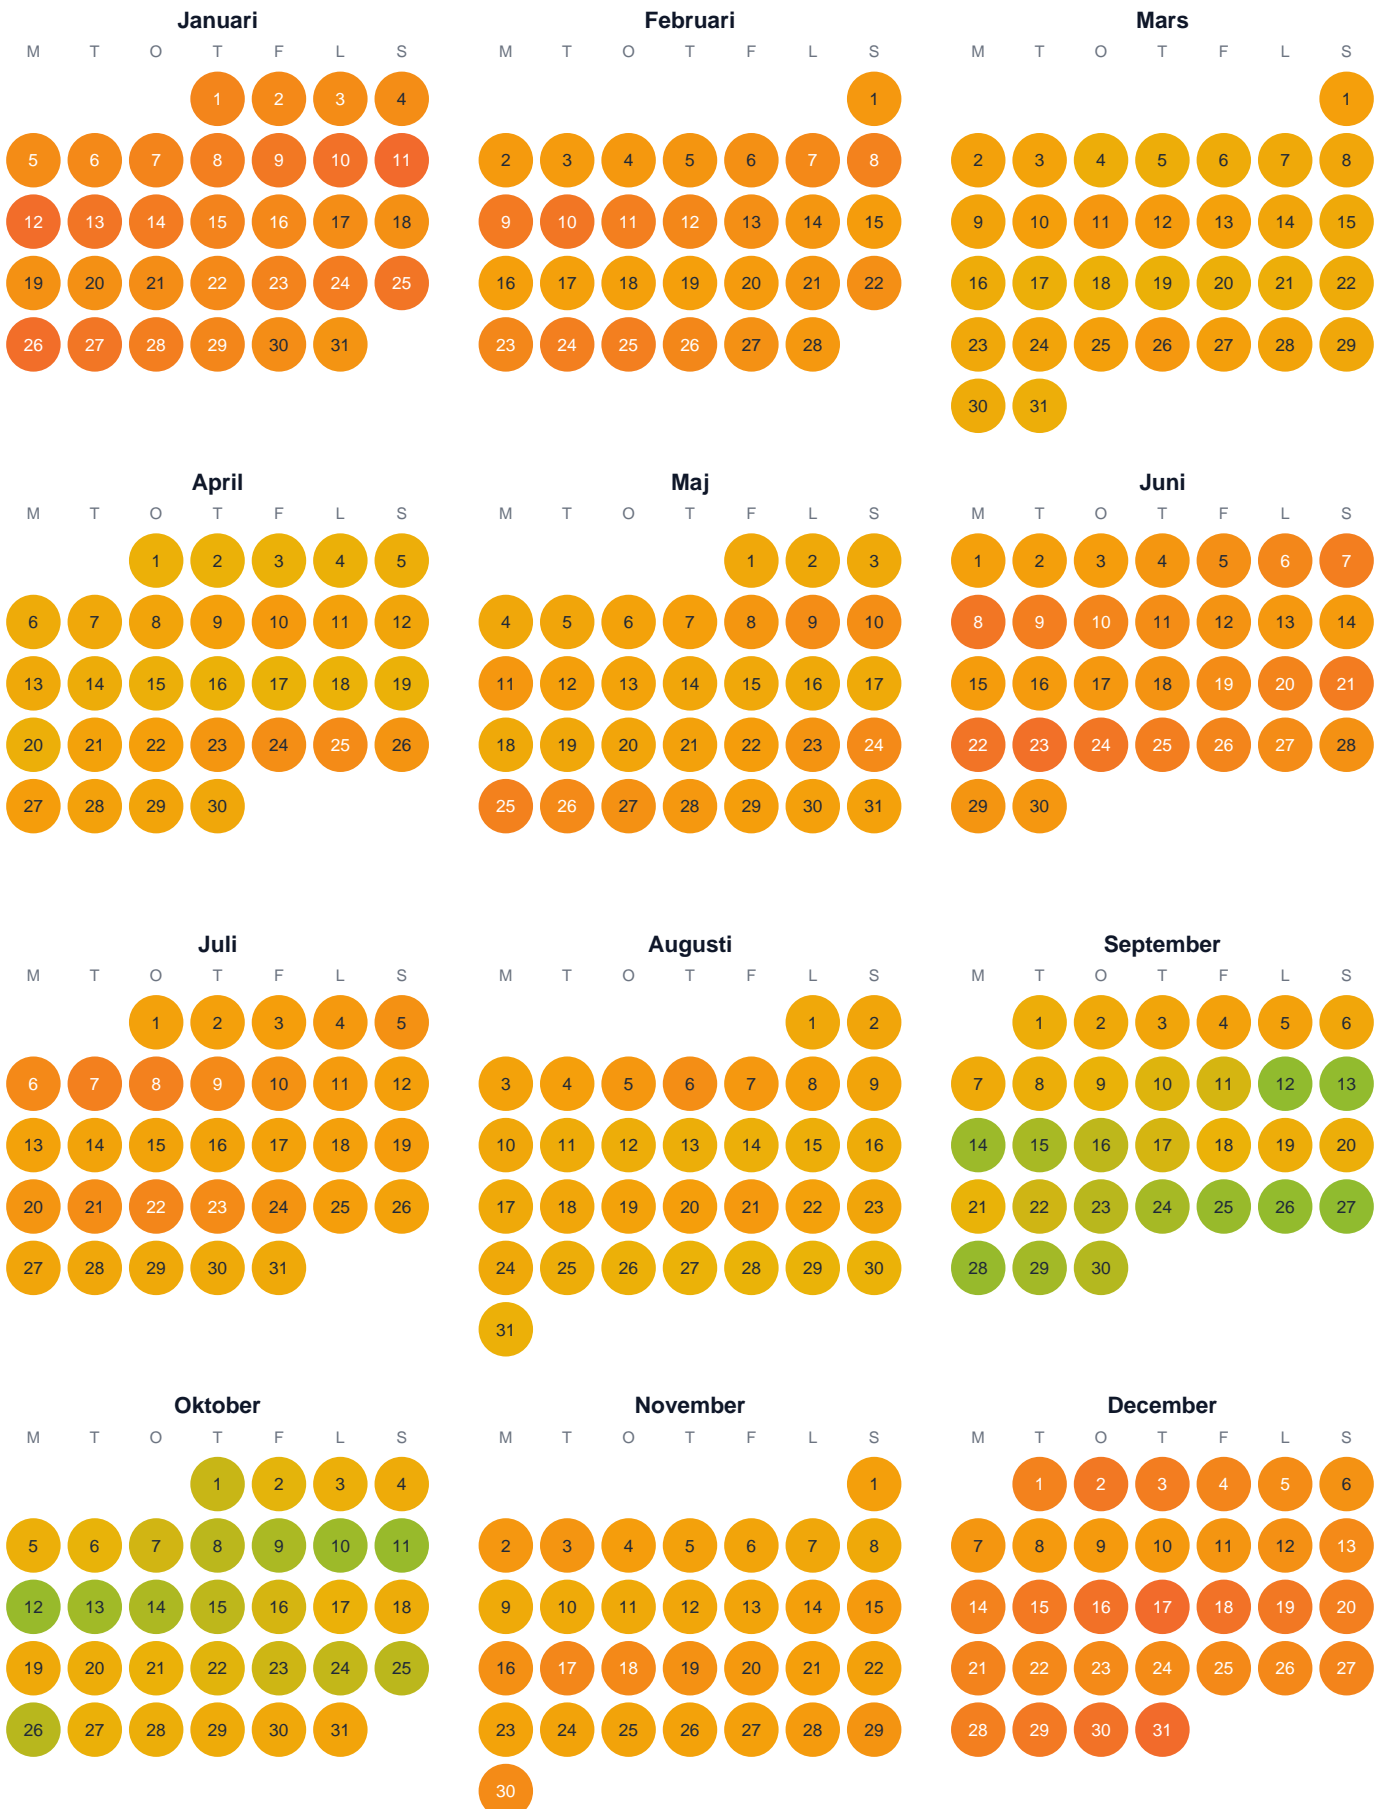 Januari Februari Mars
M T O T F L S M T O T F L S M T O T F L S
1 2 3 4 1 1
5 6 7 8 9 10 11 2 3 4 5 6 7 8 2 3 4 5 6 7 8
12 13 14 15 16 17 18 9 10 11 12 13 14 15 9 10 11 12 13 14 15
19 20 21 22 23 24 25 16 17 18 19 20 21 22 16 17 18 19 20 21 22
26 27 28 29 30 31 23 24 25 26 27 28 23 24 25 26 27 28 29
30 31
April Maj Juni
M T O T F L S M T O T F L S M T O T F L S
1 2 3 4 5 1 2 3 1 2 3 4 5 6 7
6 7 8 9 10 11 12 4 5 6 7 8 9 10 8 9 10 11 12 13 14
13 14 15 16 17 18 19 11 12 13 14 15 16 17 15 16 17 18 19 20 21
20 21 22 23 24 25 26 18 19 20 21 22 23 24 22 23 24 25 26 27 28
27 28 29 30 25 26 27 28 29 30 31 29 30
Juli Augusti September
M T O T F L S M T O T F L S M T O T F L S
1 2 3 4 5 1 2 1 2 3 4 5 6
6 7 8 9 10 11 12 3 4 5 6 7 8 9 7 8 9 10 11 12 13
13 14 15 16 17 18 19 10 11 12 13 14 15 16 14 15 16 17 18 19 20
20 21 22 23 24 25 26 17 18 19 20 21 22 23 21 22 23 24 25 26 27
27 28 29 30 31 24 25 26 27 28 29 30 28 29 30
31
Oktober November December
M T O T F L S M T O T F L S M T O T F L S
1 2 3 4 1 1 2 3 4 5 6
5 6 7 8 9 10 11 2 3 4 5 6 7 8 7 8 9 10 11 12 13
12 13 14 15 16 17 18 9 10 11 12 13 14 15 14 15 16 17 18 19 20
19 20 21 22 23 24 25 16 17 18 19 20 21 22 21 22 23 24 25 26 27
26 27 28 29 30 31 23 24 25 26 27 28 29 28 29 30 31
30